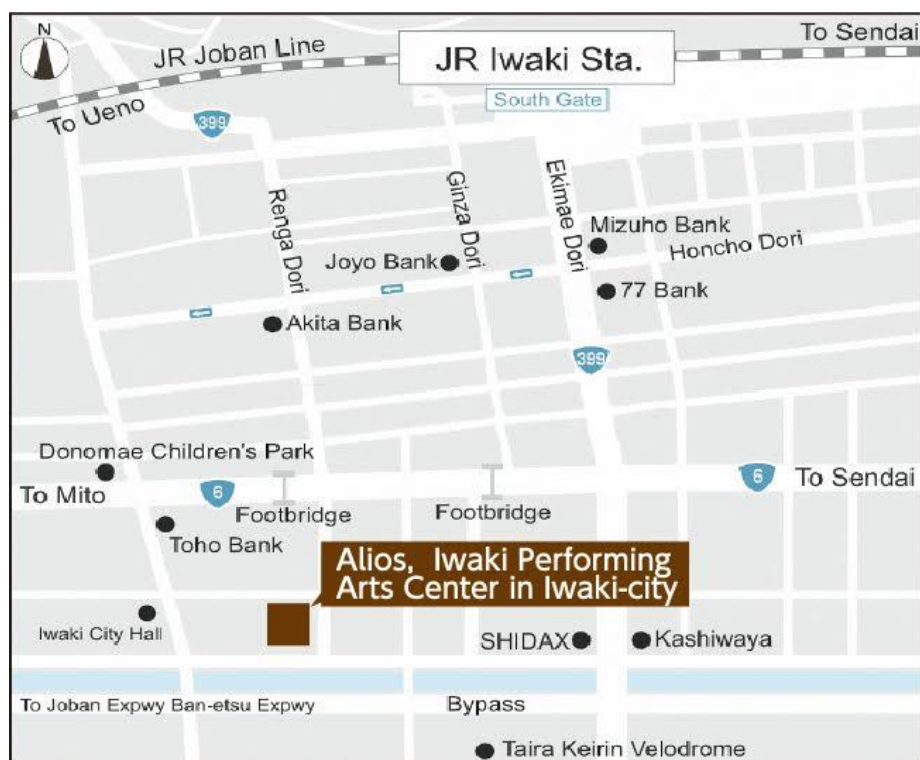 N
JR Joban Line
JR Iwaki Sta.
To Sendai
South Gate
To Ueno
399
Renga Dori
Ginza Dori
Ekimae Dori
Mizuho Bank
Honcho Dori
Joyo Bank
77 Bank
Akita Bank
399
Donomae Children's Park
To Mito
6
6
To Sendai
Footbridge
Footbridge
Toho Bank
Alios, Iwaki Performing
Arts Center in Iwaki-city
Iwaki City Hall
SHIDAX
Kashiwaya
To Joban Expwy Ban-etsu Expwy
Bypass
Taira Keirin Velodrome